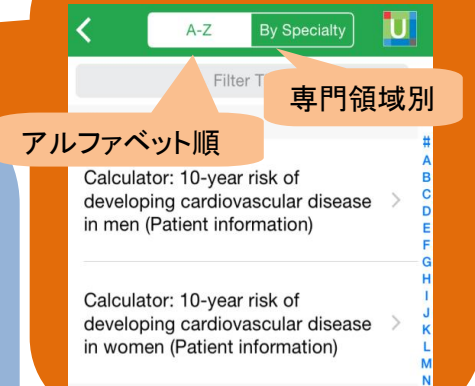 A-Z
By Specialty
U
Filter T
専門領域別
アルファベット順
Calculator: 10-year risk of
developing cardiovascular disease
in men (Patient information)
Calculator: 10-year risk of
developing cardiovascular disease
in women (Patient information)
#
A
B
C
D
E
F
G
H
I
J
K
L
M
N